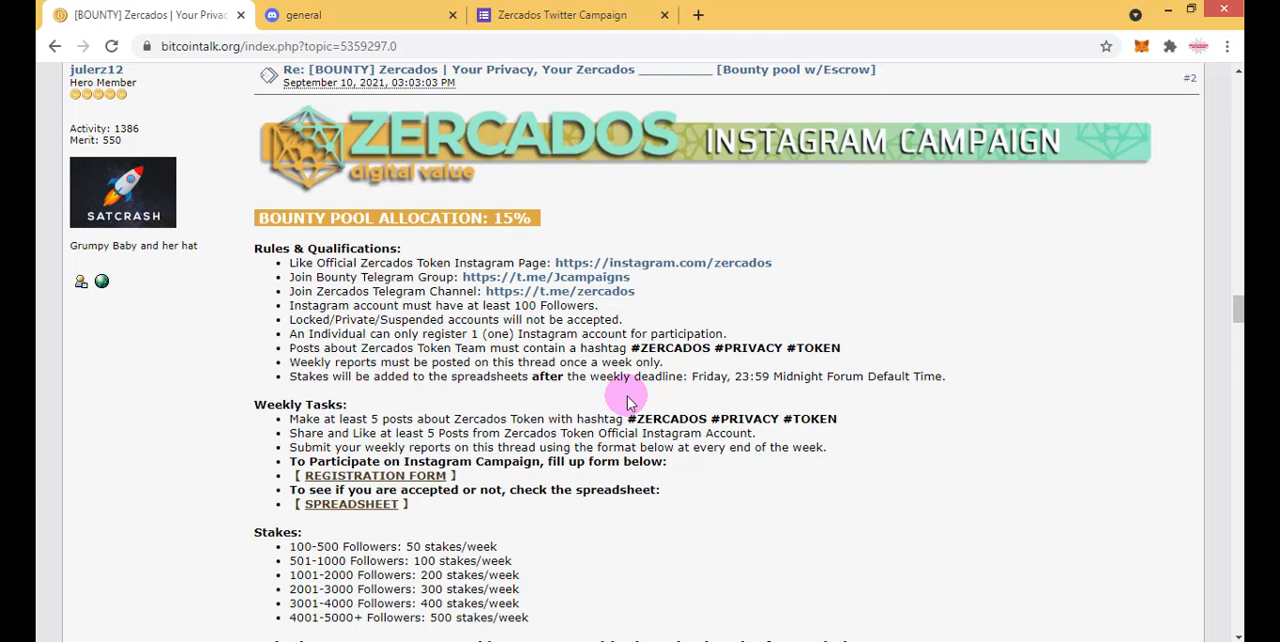 [BOUNTY] Zercados | Your Privac
general
Zercados Twitter Campaign
bitcointalk.org/index.php?topic=5359297.0
julerz12
Hero Member
Activity: 1386
Merit: 550
SATCRASH
Grumpy Baby and her hat
Re: [BOUNTY] Zercados | Your Privacy, Your Zercados __________ [Bounty pool w/Escrow]
September 10, 2021, 03:03:03 PM
#2
ZERCADOS
digital value
INSTAGRAM CAMPAIGN
BOUNTY POOL ALLOCATION: 15%
Rules & Qualifications:
• Like Official Zercados Token Instagram Page: https://instagram.com/zercados
• Join Bounty Telegram Group: https://t.me/Jcampaigns
• Join Zercados Telegram Channel: https://t.me/zercados
• Instagram account must have at least 100 Followers.
• Locked/Private/Suspended accounts will not be accepted.
• An Individual can only register 1 (one) Instagram account for participation.
• Posts about Zercados Token Team must contain a hashtag #ZERCADOS #PRIVACY #TOKEN
• Weekly reports must be posted on this thread once a week only.
• Stakes will be added to the spreadsheets after the weekly deadline: Friday, 23:59 Midnight Forum Default Time.
Weekly Tasks:
• Make at least 5 posts about Zercados Token with hashtag #ZERCADOS #PRIVACY #TOKEN
• Share and Like at least 5 Posts from Zercados Token Official Instagram Account.
• Submit your weekly reports on this thread using the format below at every end of the week.
• To Participate on Instagram Campaign, fill up form below:
• 【 REGISTRATION FORM 】
• To see if you are accepted or not, check the spreadsheet:
• 【 SPREADSHEET 】
Stakes:
• 100-500 Followers: 50 stakes/week
• 501-1000 Followers: 100 stakes/week
• 1001-2000 Followers: 200 stakes/week
• 2001-3000 Followers: 300 stakes/week
• 3001-4000 Followers: 400 stakes/week
• 4001-5000+ Followers: 500 stakes/week